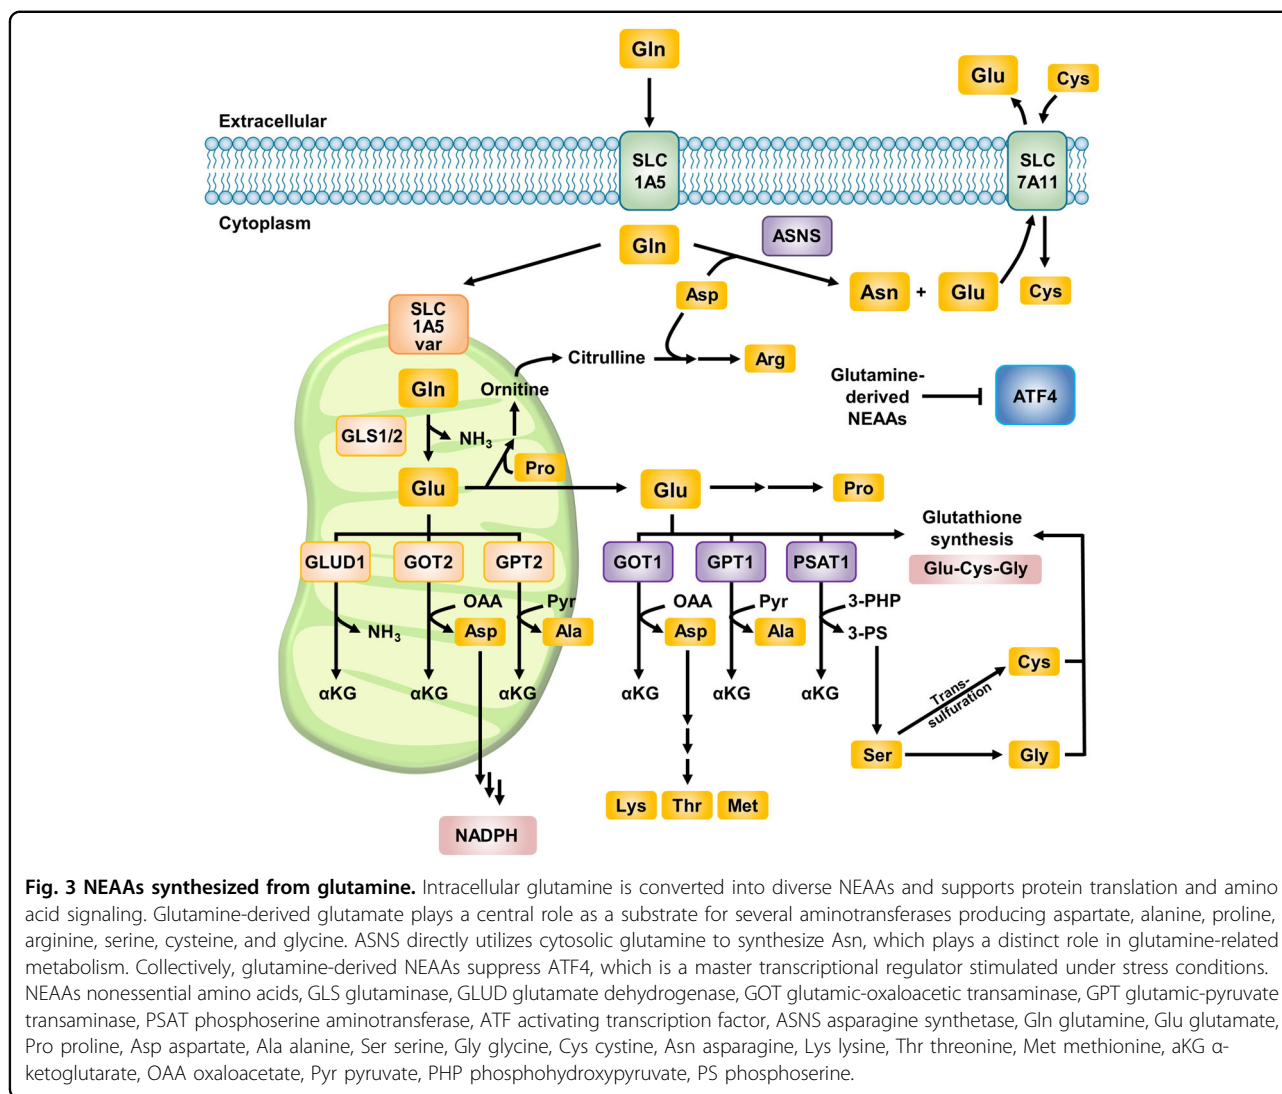 Gln
Glu
Cys
Extracellular
SLC
1A5
SLC
7A11
Cytoplasm
Gln
ASNS
Asp
Asn + Glu
Cys
SLC
1A5
var
Citrulline
Arg
Gln
Ornitine
Glutamine-
derived
NEAAs
ATF4
GLS1/2
NH3
Pro
Glu
Glu
Pro
Glutathione
synthesis
Glu-Cys-Gly
GLUD1
GOT2
GPT2
GOT1
GPT1
PSAT1
OAA
Pyr
OAA
Pyr
3-PHP
NH3
Asp
Ala
Asp
Ala
3-PS
αKG
αKG
αKG
αKG
αKG
αKG
Cys
Trans-
sulfuration
Ser
Gly
Lys
Thr
Met
NADPH
Fig. 3 NEAAs synthesized from glutamine. Intracellular glutamine is converted into diverse NEAAs and supports protein translation and amino
acid signaling. Glutamine-derived glutamate plays a central role as a substrate for several aminotransferases producing aspartate, alanine, proline,
arginine, serine, cysteine, and glycine. ASNS directly utilizes cytosolic glutamine to synthesize Asn, which plays a distinct role in glutamine-related
metabolism. Collectively, glutamine-derived NEAAs suppress ATF4, which is a master transcriptional regulator stimulated under stress conditions.
NEAAs nonessential amino acids, GLS glutaminase, GLUD glutamate dehydrogenase, GOT glutamic-oxaloacetic transaminase, GPT glutamic-pyruvate
transaminase, PSAT phosphoserine aminotransferase, ATF activating transcription factor, ASNS asparagine synthetase, Gln glutamine, Glu glutamate,
Pro proline, Asp aspartate, Ala alanine, Ser serine, Gly glycine, Cys cystine, Asn asparagine, Lys lysine, Thr threonine, Met methionine, aKG α-
ketoglutarate, OAA oxaloacetate, Pyr pyruvate, PHP phosphohydroxypyruvate, PS phosphoserine.